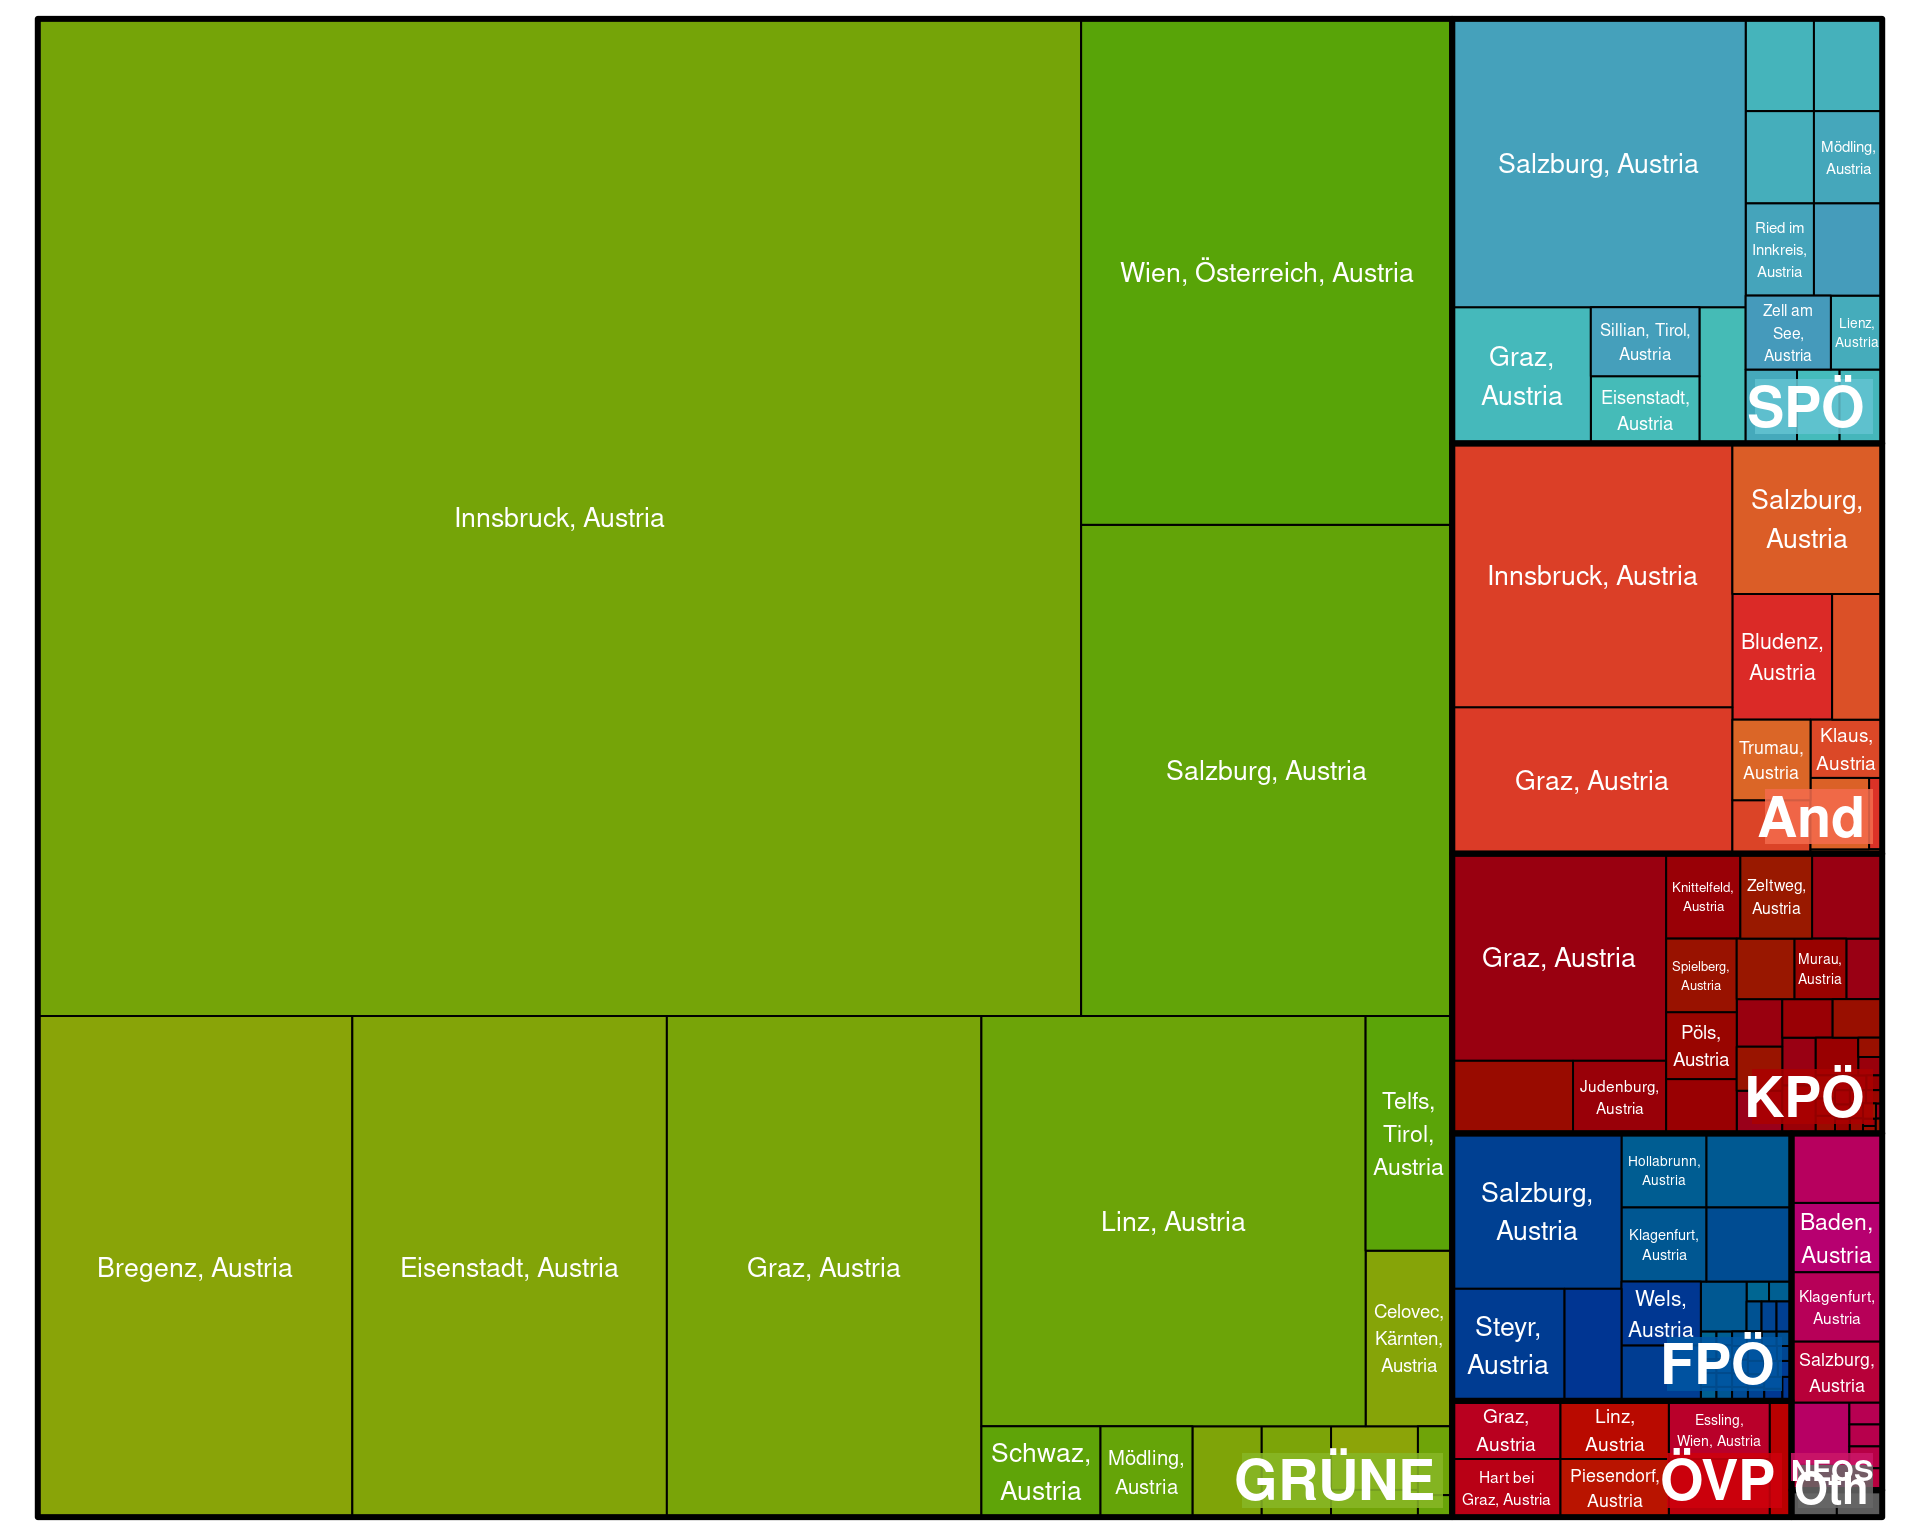 Innsbruck, Austria
Wien, Österreich, Austria
Salzburg, Austria
Bregenz, Austria
Eisenstadt, Austria
Graz, Austria
Linz, Austria
Telfs,
Tirol,
Austria
Celovec,
Kärnten,
Austria
Schwaz,
Austria
Mödling,
Austria
GRÜNE
Salzburg, Austria
Mödling,
Austria
Ried im
Innkreis,
Austria
Zell am
See,
Austria
Lienz,
Austria
Graz,
Austria
Sillian, Tirol,
Austria
Eisenstadt,
Austria
SPÖ
Innsbruck, Austria
Salzburg,
Austria
Bludenz,
Austria
Graz, Austria
Trumau,
Austria
Klaus,
Austria
And
Graz, Austria
Knittelfeld,
Austria
Zeltweg,
Austria
Spielberg,
Austria
Murau,
Austria
Pöls,
Austria
Judenburg,
Austria
KPÖ
Salzburg,
Austria
Hollabrunn,
Austria
Klagenfurt,
Austria
Steyr,
Austria
Wels,
Austria
FPÖ
Baden,
Austria
Klagenfurt,
Austria
Salzburg,
Austria
NEOS
Oth
Graz,
Austria
Linz,
Austria
Essling,
Wien, Austria
Hart bei
Graz, Austria
Piesendorf,
Austria
ÖVP